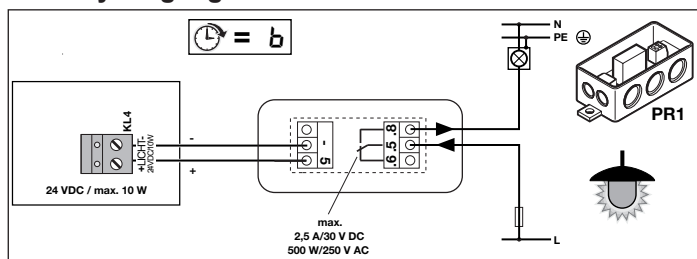 = b
N
PE
PR1
KL4
+LICHT-
24VDC/10W
-
+
24 VDC / max. 10 W
-
5
.8
.5
.6
max.
2,5 A/30 V DC
500 W/250 V AC
L